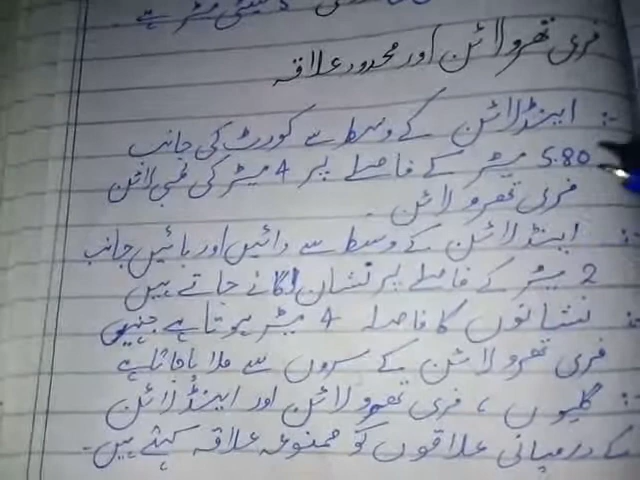 سینٹی میٹر ہے
فری تھرو لائن اور محدود علاقہ
:- اینڈ لائن کے وسط سے کورٹ کی جانب
5.80 میٹر کے فاصلے پر 4 میٹر کی لمبی لائن
فری تھرو لائن۔
:- اینڈ لائن کے وسط سے دائیں اور بائیں جانب
2 میٹر کے فاصلے پر نشان لگائے جاتے ہیں
:- نشانوں کا فاصلہ 4 میٹر ہوتا ہے جنہیں
فری تھرو لائن کے سروں سے ملایا جاتا ہے
:- گلیوں، فری تھرو لائن اور اینڈ لائن
کے درمیانی علاقوں کو ممنوعہ علاقہ کہتے ہیں۔